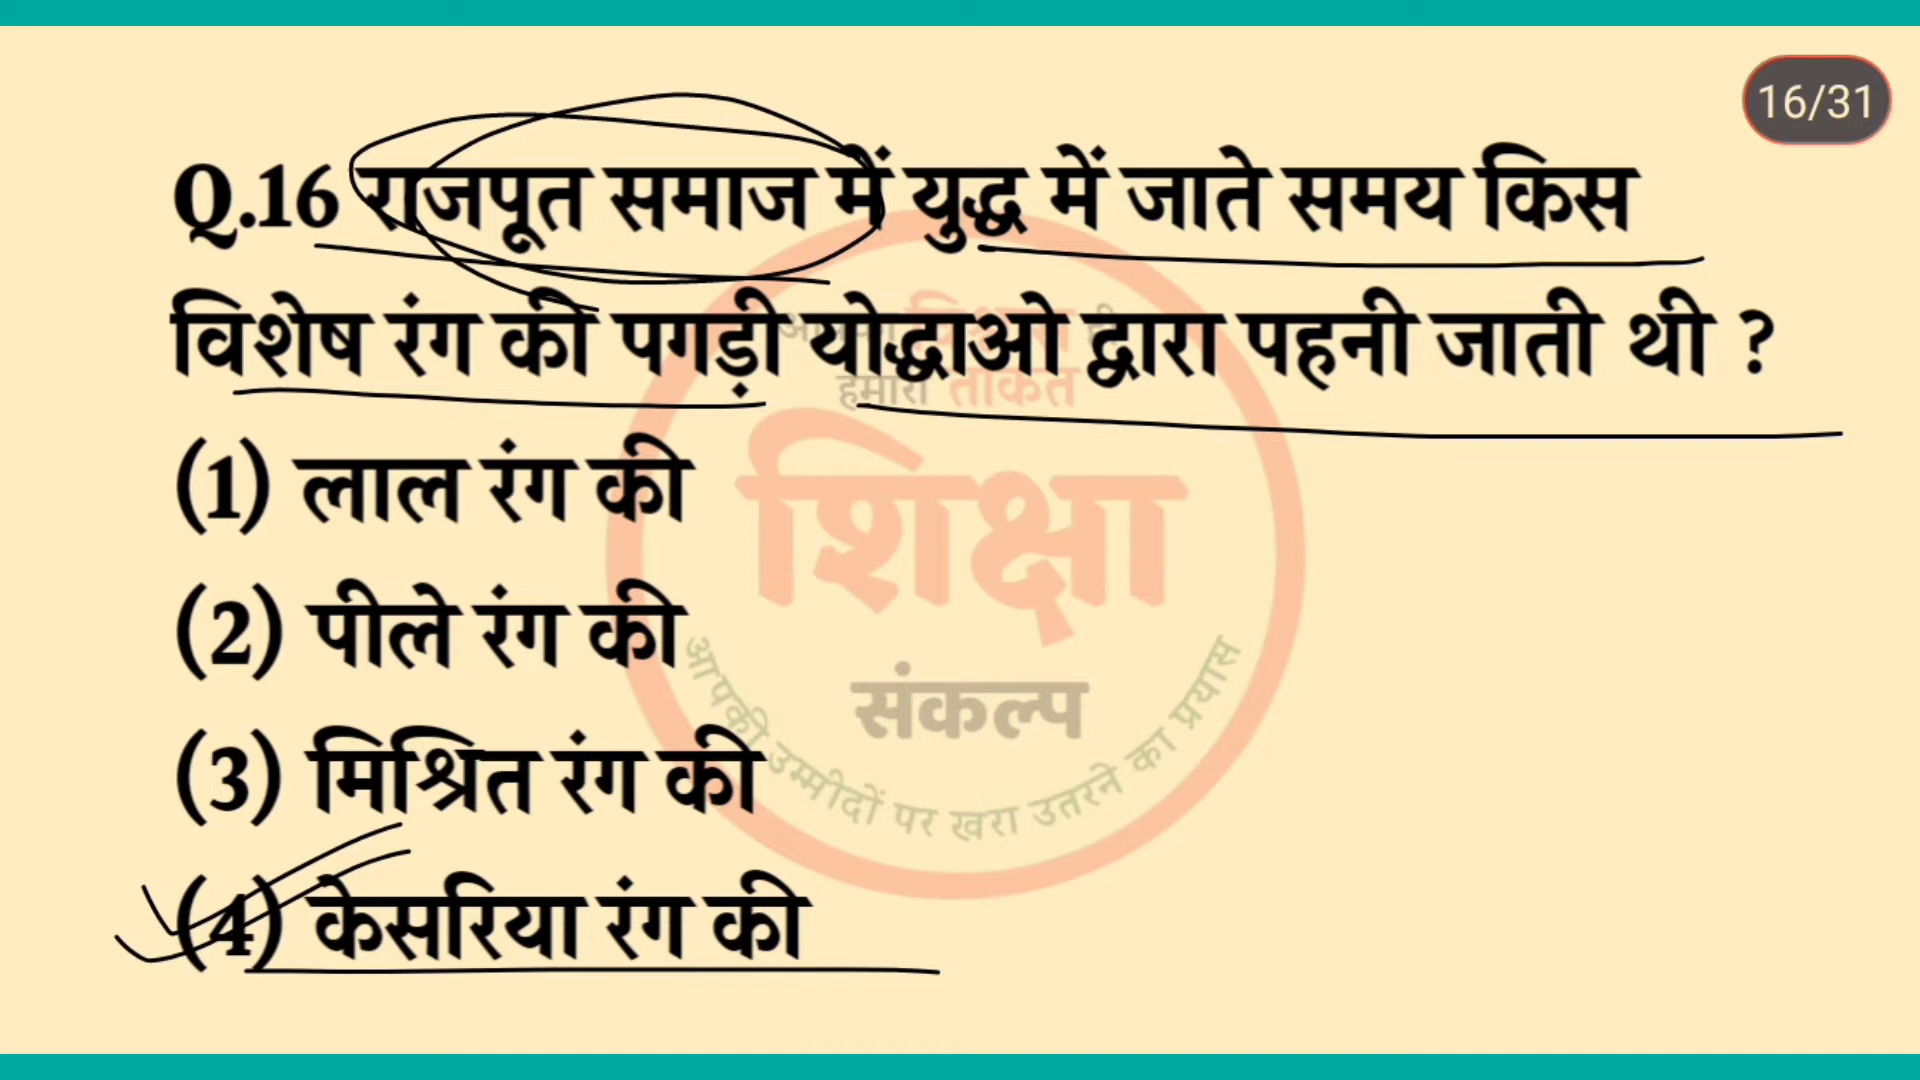 16/31
Q.16 राजपूत समाज में युद्ध में जाते समय किस
विशेष रंग की पगड़ी योद्धाओ द्वारा पहनी जाती थी ?
(1) लाल रंग की
(2) पीले रंग की
(3) मिश्रित रंग की
(4) केसरिया रंग की
हमारी ताकत
शिक्षा
संकल्प
आपकी उम्मीदों पर खरा उतरने का प्रयास